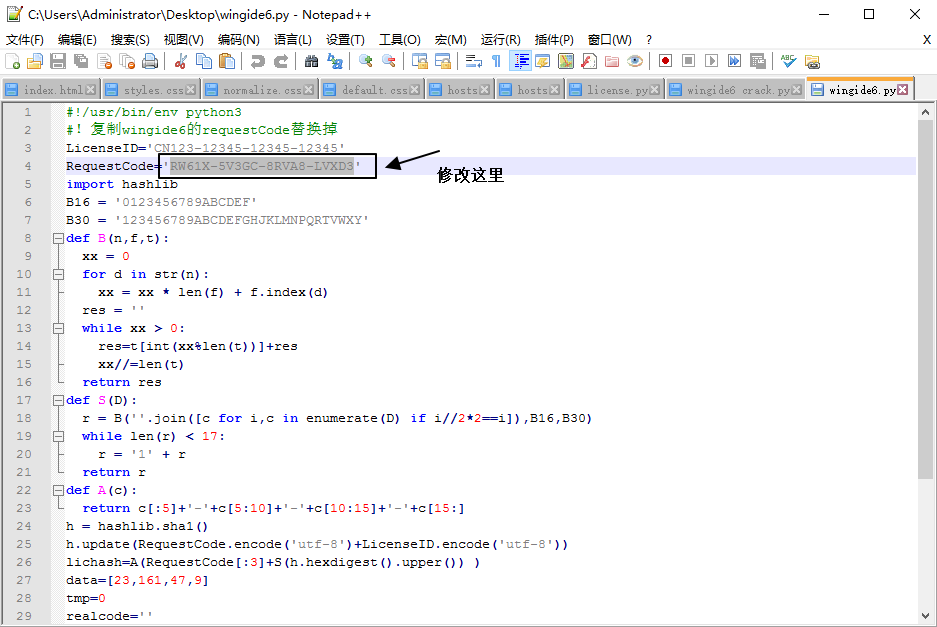 C:\Users\Administrator\Desktop\wingide6.py - Notepad++
文件(F) 编辑(E) 搜索(S) 视图(V) 编码(N) 语言(L) 设置(T) 工具(O) 宏(M) 运行(R) 插件(P) 窗口(W) ? X
index.html styles.css normalize.css default.css hosts hosts license.py wingide6 crack.py wingide6.py
1 #!/usr/bin/env python3
2 #！复制wingide6的requestCode替换掉
3 LicenseID='CN123-12345-12345-12345'
4 RequestCode='RW61X-5V3GC-8RVA8-LVXD3'
修改这里
5 import hashlib
6 B16 = '0123456789ABCDEF'
7 B30 = '123456789ABCDEFGHJKLMNPQRTVWXY'
8 def B(n,f,t):
9 xx = 0
10 for d in str(n):
11 xx = xx * len(f) + f.index(d)
12 res = ''
13 while xx > 0:
14 res=t[int(xx%len(t))]+res
15 xx//=len(t)
16 return res
17 def S(D):
18 r = B(''.join([c for i,c in enumerate(D) if i//2*2==i]),B16,B30)
19 while len(r) < 17:
20 r = '1' + r
21 return r
22 def A(c):
23 return c[:5]+'-'+c[5:10]+'-'+c[10:15]+'-'+c[15:]
24 h = hashlib.sha1()
25 h.update(RequestCode.encode('utf-8')+LicenseID.encode('utf-8'))
26 lichash=A(RequestCode[:3]+S(h.hexdigest().upper()) )
27 data=[23,161,47,9]
28 tmp=0
29 realcode=''